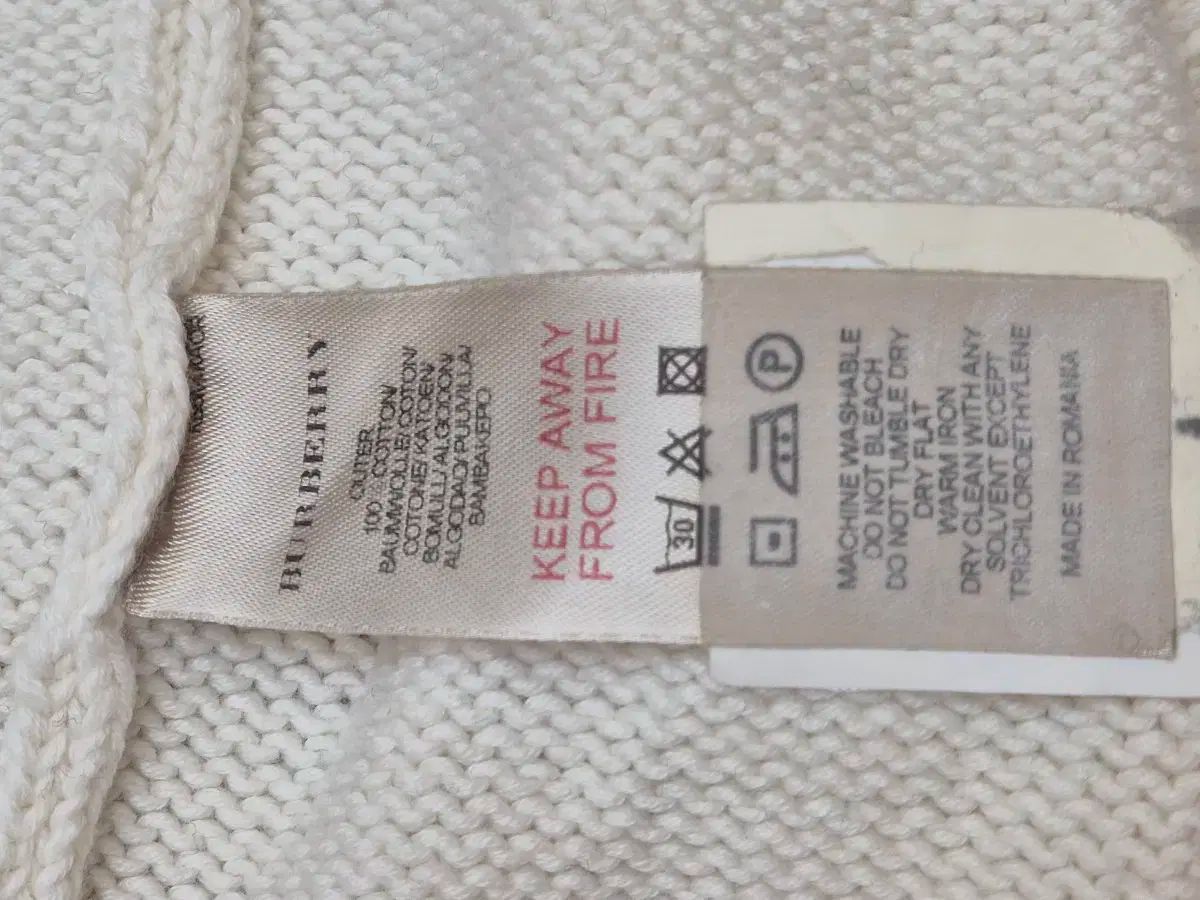 BURBERRY
OUTER
100 COTTON/
BAUMWOLLE/COTON/
COTONE/KATOEN/
BOMULL/ ALGODON/
ALGODAO/ PUUVILLA/
BAMBAKEPO
KEEP AWAY
FROM FIRE
30
P
MACHINE WASHABLE
DO NOT BLEACH
DO NOT TUMBLE DRY
DRY FLAT
WARM IRON
DRY CLEAN WITH ANY
SOLVENT EXCEPT
TRICHLOROETHYLENE
MADE IN ROMANIA